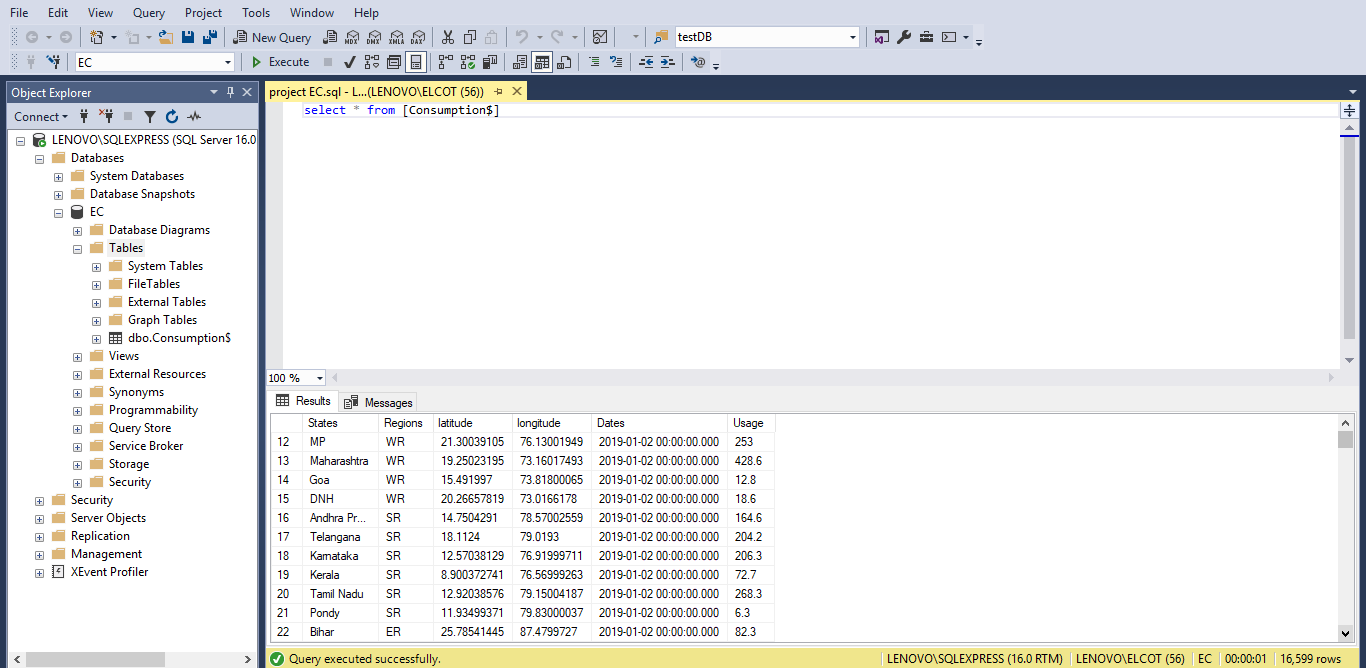 File Edit View Query Project Tools Window Help
New Query MDX DMX XMLA DAX testDB
EC Execute
Object Explorer
Connect
LENOVO\SQLEXPRESS (SQL Server 16.0
Databases
System Databases
Database Snapshots
EC
Database Diagrams
Tables
System Tables
FileTables
External Tables
Graph Tables
dbo.Consumption$
Views
External Resources
Synonyms
Programmability
Query Store
Service Broker
Storage
Security
Security
Server Objects
Replication
Management
XEvent Profiler
project EC.sql - L...(LENOVO\ELCOT (56))
select * from [Consumption$]
100 %
Results Messages
States Regions latitude longitude Dates Usage
12 MP WR 21.30039105 76.13001949 2019-01-02 00:00:00.000 253
13 Maharashtra WR 19.25023195 73.16017493 2019-01-02 00:00:00.000 428.6
14 Goa WR 15.491997 73.81800065 2019-01-02 00:00:00.000 12.8
15 DNH WR 20.26657819 73.0166178 2019-01-02 00:00:00.000 18.6
16 Andhra Pr... SR 14.7504291 78.57002559 2019-01-02 00:00:00.000 164.6
17 Telangana SR 18.1124 79.0193 2019-01-02 00:00:00.000 204.2
18 Karnataka SR 12.57038129 76.91999711 2019-01-02 00:00:00.000 206.3
19 Kerala SR 8.900372741 76.56999263 2019-01-02 00:00:00.000 72.7
20 Tamil Nadu SR 12.92038576 79.15004187 2019-01-02 00:00:00.000 268.3
21 Pondy SR 11.93499371 79.83000037 2019-01-02 00:00:00.000 6.3
22 Bihar ER 25.78541445 87.4799727 2019-01-02 00:00:00.000 82.3
Query executed successfully. LENOVO\SQLEXPRESS (16.0 RTM) LENOVO\ELCOT (56) EC 00:00:01 16,599 rows